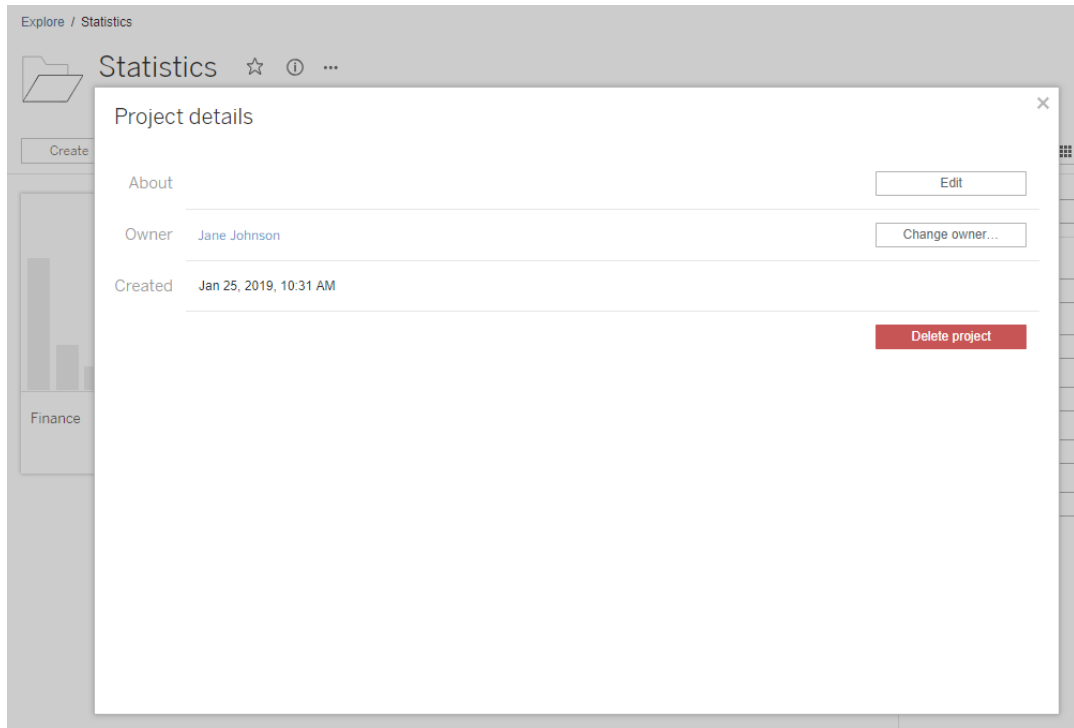 Explore / Statistics
Statistics
Project details
Create
About
Edit
Owner Jane Johnson
Change owner...
Created Jan 25, 2019, 10:31 AM
Delete project
Finance